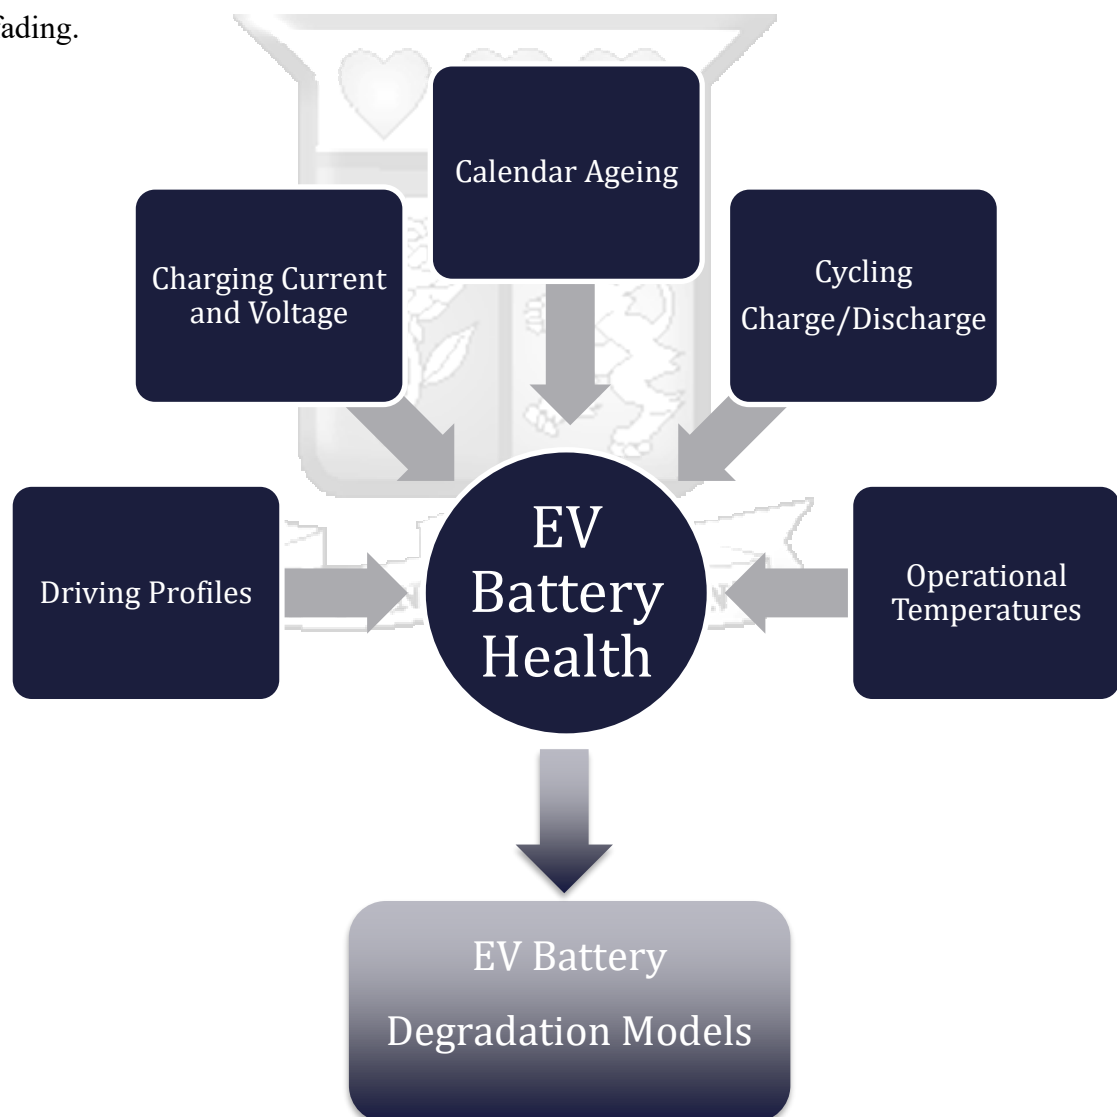 fading.
Calendar Ageing
Charging Current
and Voltage
Cycling
Charge/Discharge
EV
Battery
Health
Driving Profiles
Operational
Temperatures
EV Battery
Degradation Models